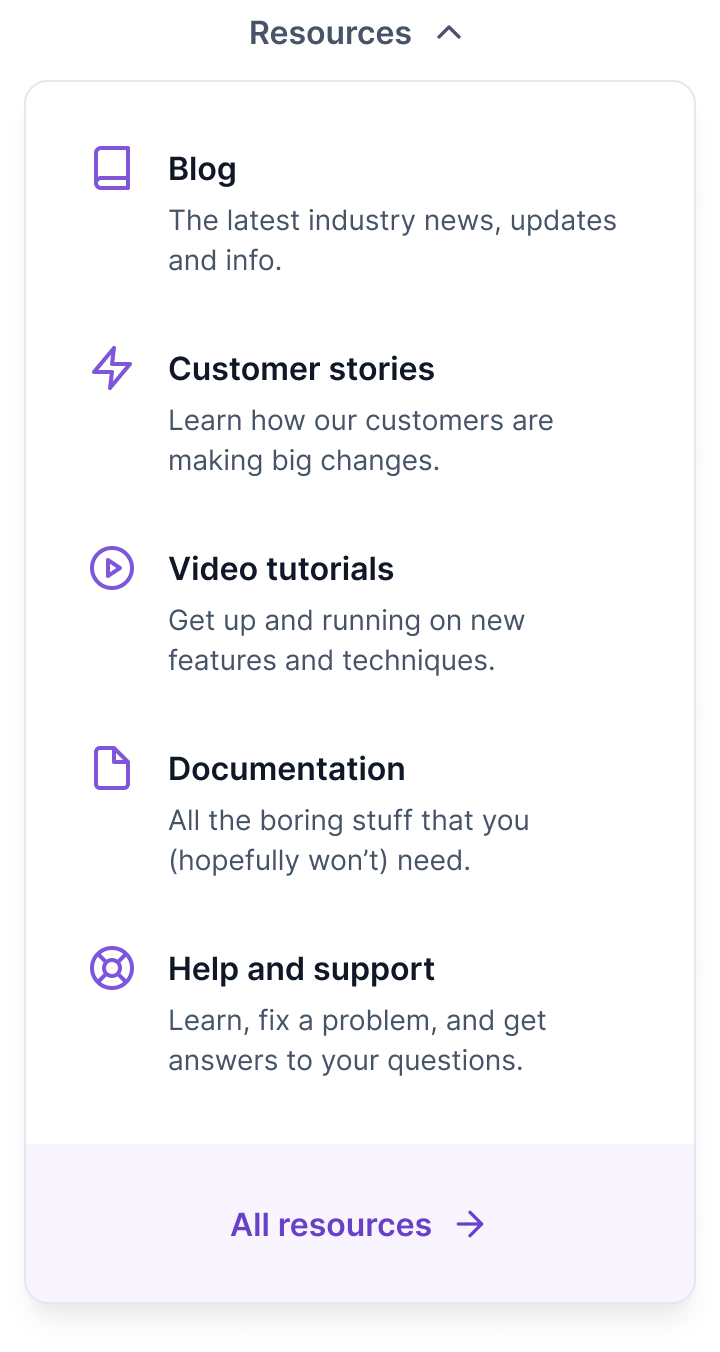 Resources
Blog
The latest industry news, updates
and info.
Customer stories
Learn how our customers are
making big changes.
Video tutorials
Get up and running on new
features and techniques.
Documentation
All the boring stuff that you
(hopefully won’t) need.
Help and support
Learn, fix a problem, and get
answers to your questions.
All resources